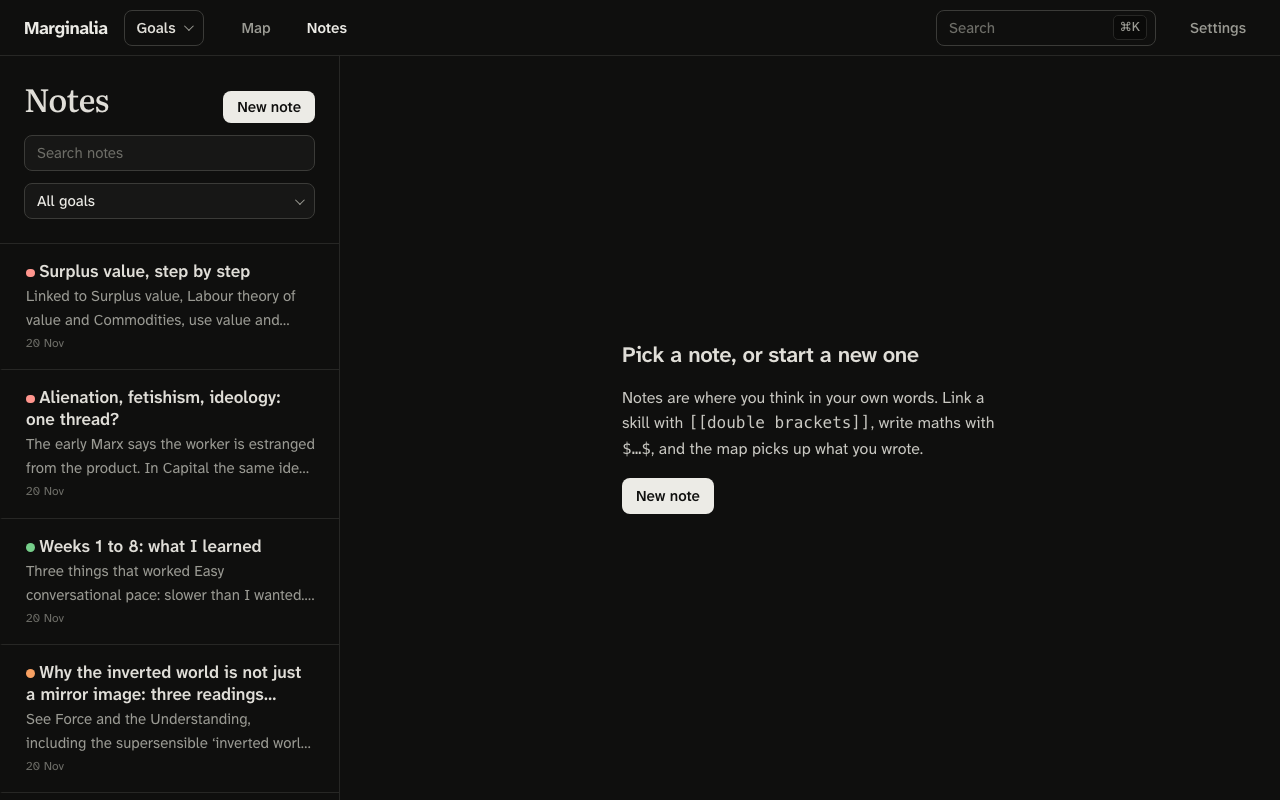 Marginalia
Goals
Map
Notes
Search
⌘K
Settings
Notes
New note
Search notes
All goals
Surplus value, step by step
Linked to Surplus value, Labour theory of
value and Commodities, use value and...
20 Nov
Alienation, fetishism, ideology:
one thread?
The early Marx says the worker is estranged
from the product. In Capital the same ide...
20 Nov
Weeks 1 to 8: what I learned
Three things that worked Easy
conversational pace: slower than I wanted....
20 Nov
Why the inverted world is not just
a mirror image: three readings...
See Force and the Understanding,
including the supersensible ‘inverted worl...
20 Nov
Pick a note, or start a new one
Notes are where you think in your own words. Link a
skill with [[double brackets]], write maths with
$…$, and the map picks up what you wrote.
New note